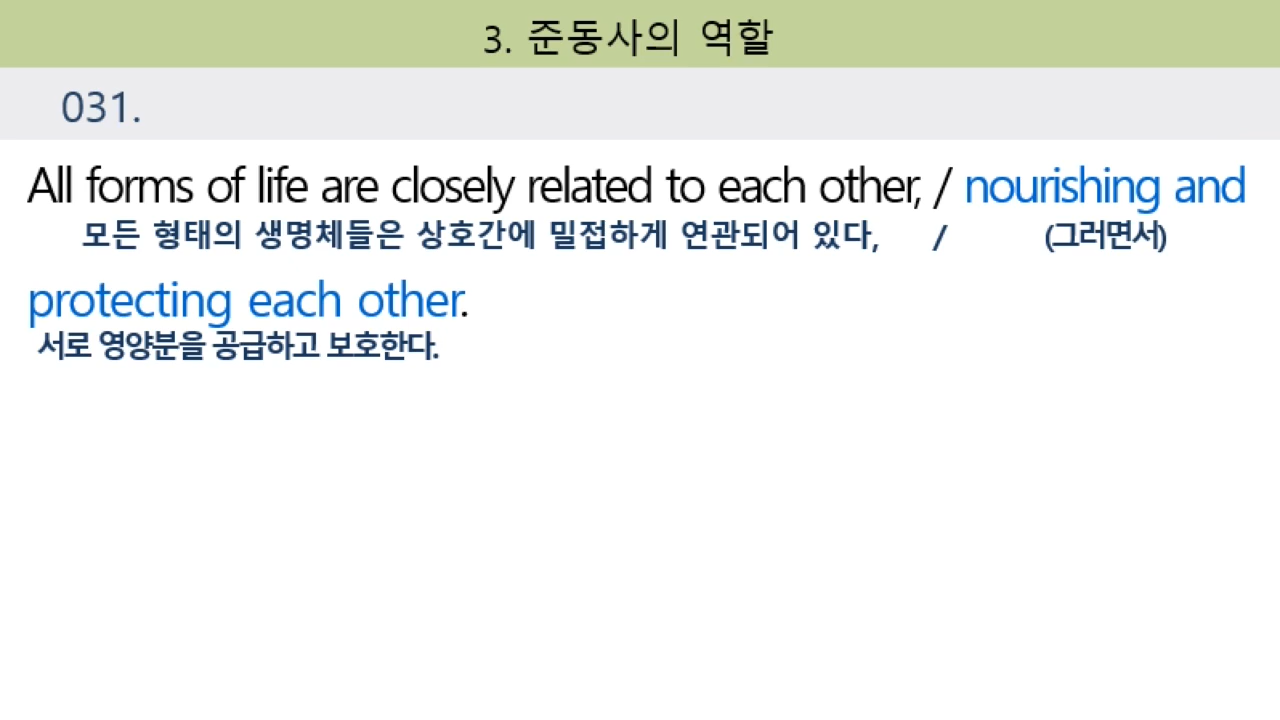 3. 준동사의 역할
031.
All forms of life are closely related to each other, / nourishing and
모든 형태의 생명체들은 상호간에 밀접하게 연관되어 있다, / (그러면서)
protecting each other.
서로 영양분을 공급하고 보호한다.